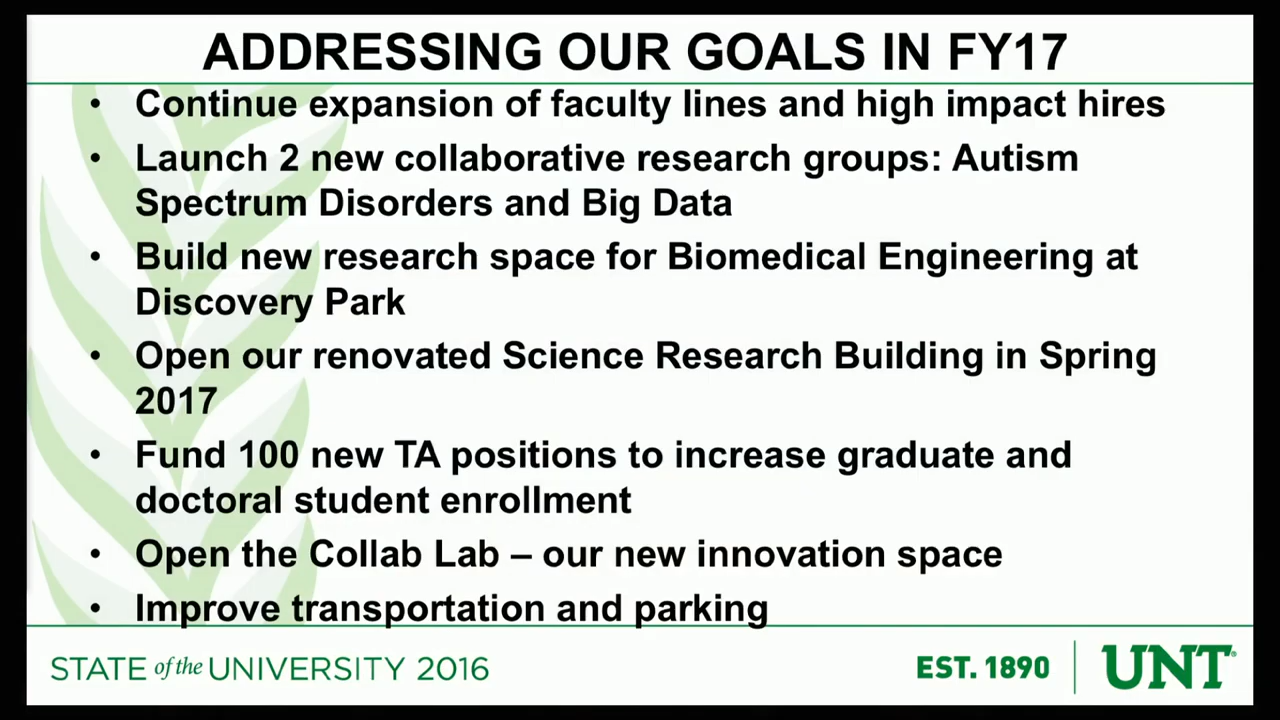 ADDRESSING OUR GOALS IN FY17
• Continue expansion of faculty lines and high impact hires
• Launch 2 new collaborative research groups: Autism
Spectrum Disorders and Big Data
• Build new research space for Biomedical Engineering at
Discovery Park
• Open our renovated Science Research Building in Spring
2017
• Fund 100 new TA positions to increase graduate and
doctoral student enrollment
• Open the Collab Lab – our new innovation space
• Improve transportation and parking
STATE of the UNIVERSITY 2016
EST. 1890
UNT®